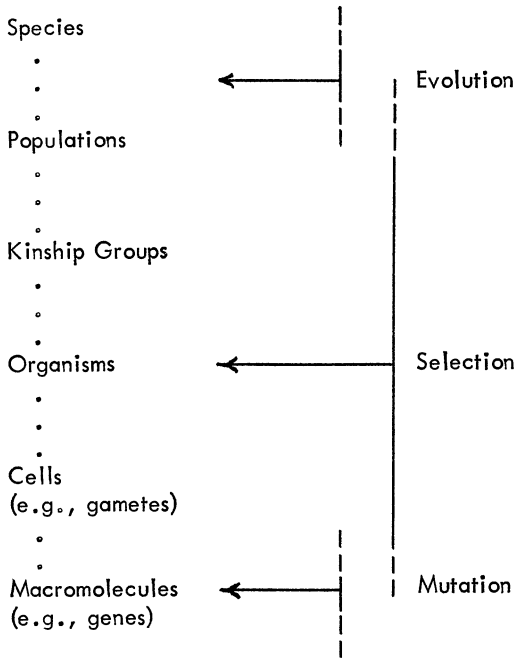 Species
Evolution
Populations
Kinship Groups
Organisms
Selection
Cells
(e.g., gametes)
Macromolecules
(e.g., genes)
Mutation